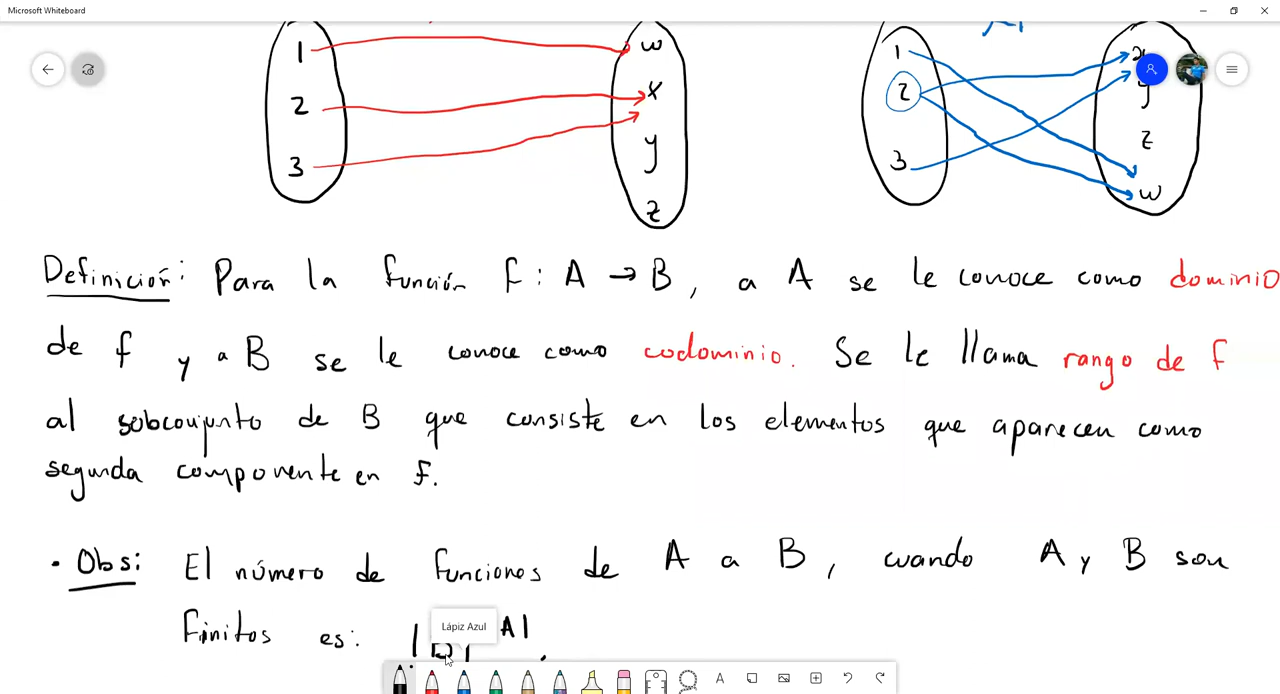 Microsoft Whiteboard
1 w 1
2 x 2
3 y z
z 3 w
Definición: Para la función f: A → B, a A se le conoce como dominio
de f y a B se le conoce como codominio. Se le llama rango de f
al subconjunto de B que consiste en los elementos que aparecen como
segunda componente en f.
• Obs: El número de funciones de A a B, cuando A y B son
finitos es: |B|^|A|.
Lápiz Azul
A